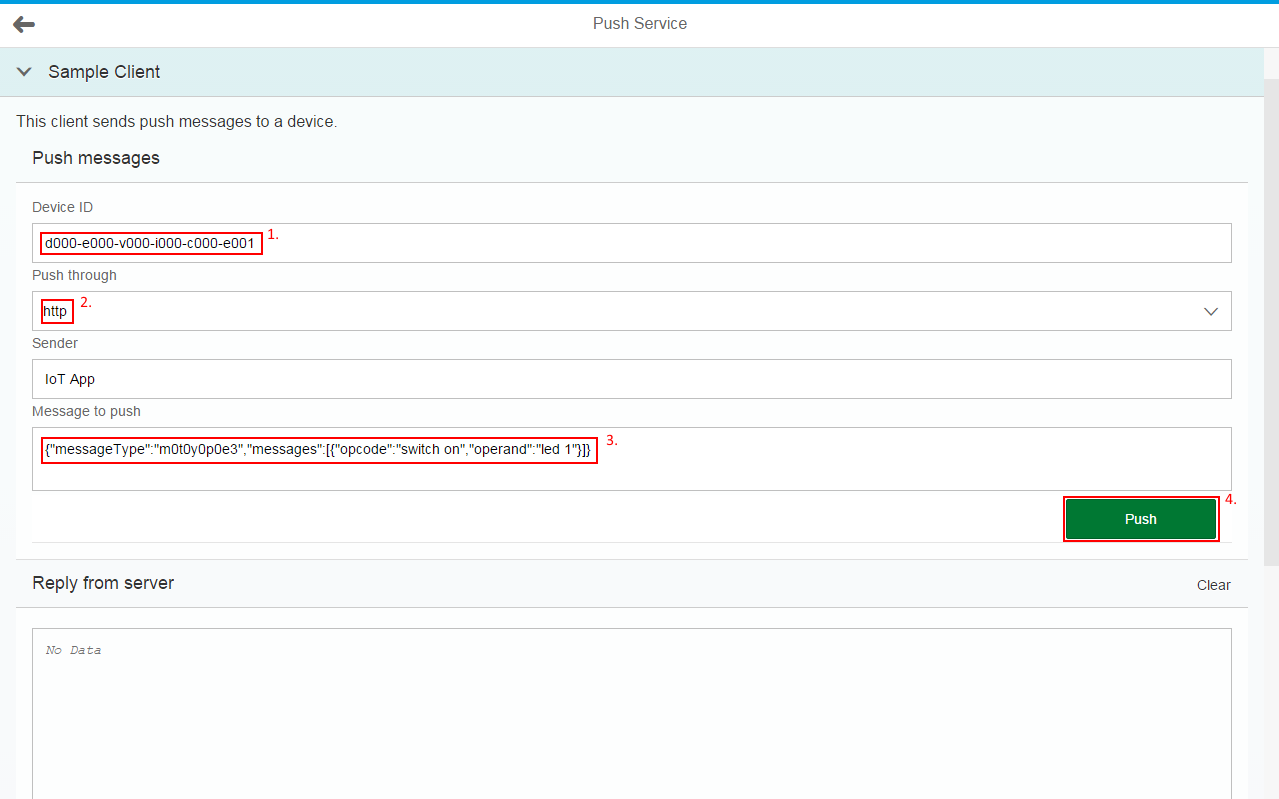 Push Service
Sample Client
This client sends push messages to a device.
Push messages
Device ID
d000-e000-v000-i000-c000-e001 1.
Push through
http 2.
Sender
IoT App
Message to push
{"messageType":"m0t0y0p0e3","messages":[{"opcode":"switch on","operand":"led 1"}]} 3.
Push 4.
Reply from server Clear
No Data